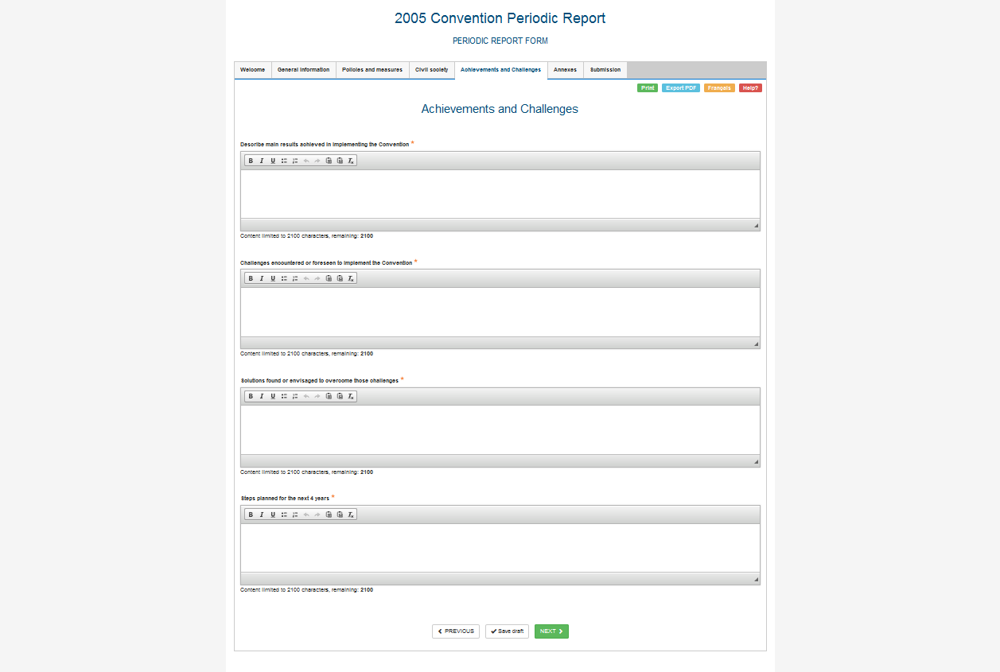 2005 Convention Periodic Report
PERIODIC REPORT FORM
Welcome General Information Policies and measures Civil society Achievements and Challenges Annexes Submission
Print Export PDF Français Help?
Achievements and Challenges
Describe main results achieved in implementing the Convention *
B I U
Content limited to 2100 characters, remaining: 2100
Challenges encountered or foreseen to implement the Convention *
B I U
Content limited to 2100 characters, remaining: 2100
Solutions found or envisaged to overcome those challenges *
B I U
Content limited to 2100 characters, remaining: 2100
Steps planned for the next 4 years *
B I U
Content limited to 2100 characters, remaining: 2100
PREVIOUS Save draft NEXT